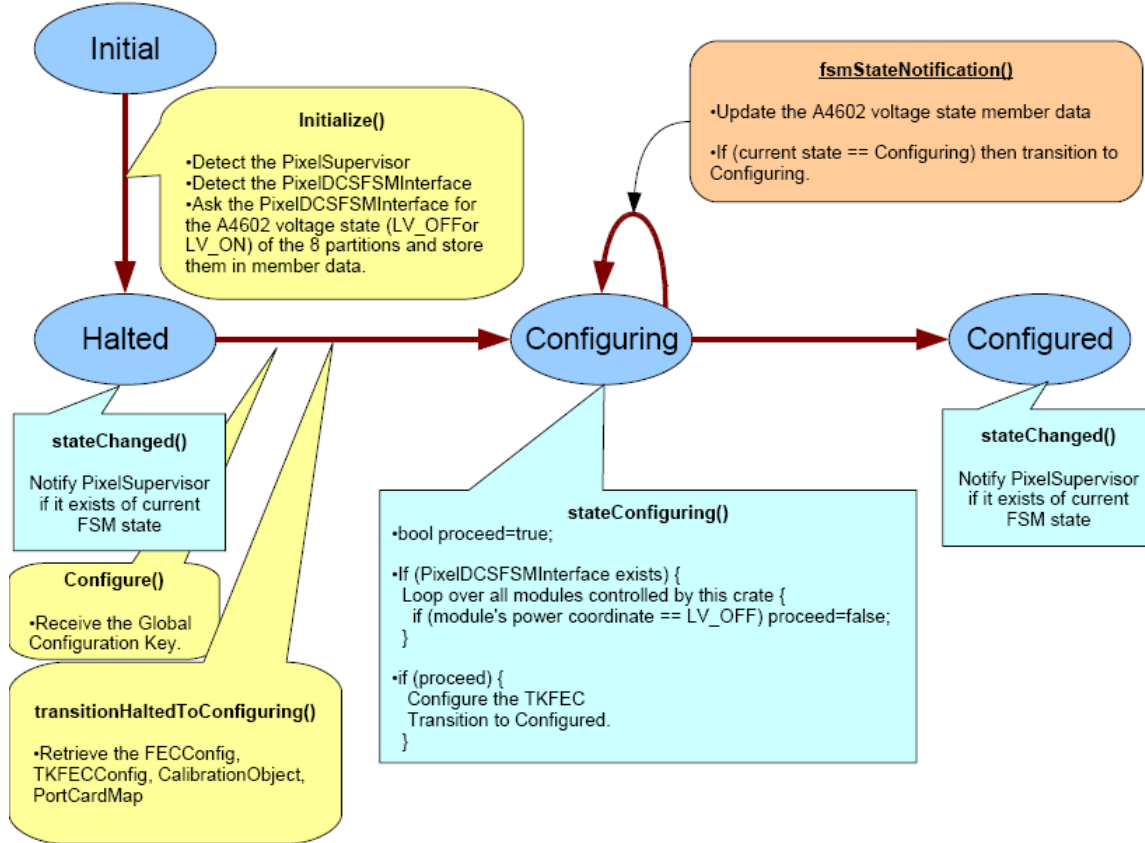 Initial
Initialize()
•Detect the PixelSupervisor
•Detect the PixelDCSFSMInterface
•Ask the PixelDCSFSMInterface for
the A4602 voltage state (LV_OFFor
LV_ON) of the 8 partitions and store
them in member data.
fsmStateNotification()
•Update the A4602 voltage state member data
•If (current state == Configuring) then transition to
Configuring.
Halted
Configuring
Configured
stateChanged()
Notify PixelSupervisor
if it exists of current
FSM state
Configure()
•Receive the Global
Configuration Key.
transitionHaltedToConfiguring()
•Retrieve the FECConfig,
TKFECConfig, CalibrationObject,
PortCardMap
stateConfiguring()
•bool proceed=true;
•If (PixelDCSFSMInterface exists) {
Loop over all modules controlled by this crate {
if (module's power coordinate == LV_OFF) proceed=false;
}
•if (proceed) {
Configure the TKFEC
Transition to Configured.
}
stateChanged()
Notify PixelSupervisor
if it exists of current
FSM state